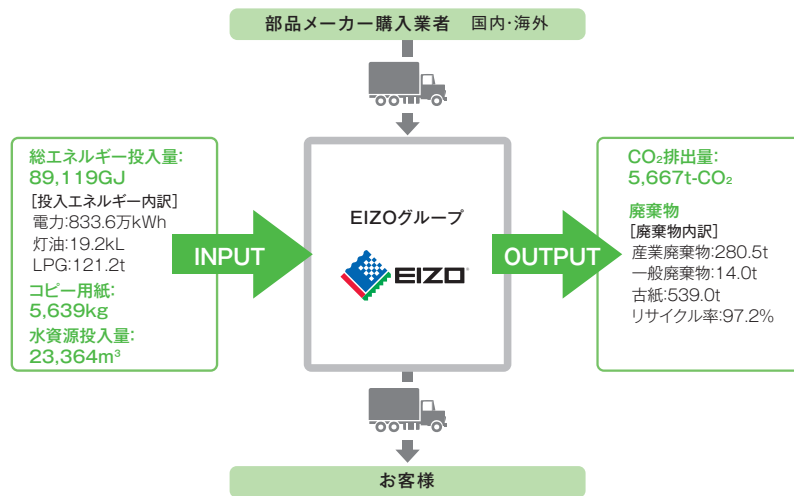 部品メーカー購入業者 国内・海外
総エネルギー投入量:
89,119GJ
[投入エネルギー内訳]
電力:833.6万kWh
灯油:19.2kL
LPG:121.2t
コピー用紙:
5,639kg
水資源投入量:
23,364m³
INPUT
EIZOグループ
EIZO
OUTPUT
CO₂排出量:
5,667t-CO₂
廃棄物
[廃棄物内訳]
産業廃棄物:280.5t
一般廃棄物:14.0t
古紙:539.0t
リサイクル率:97.2%
お客様